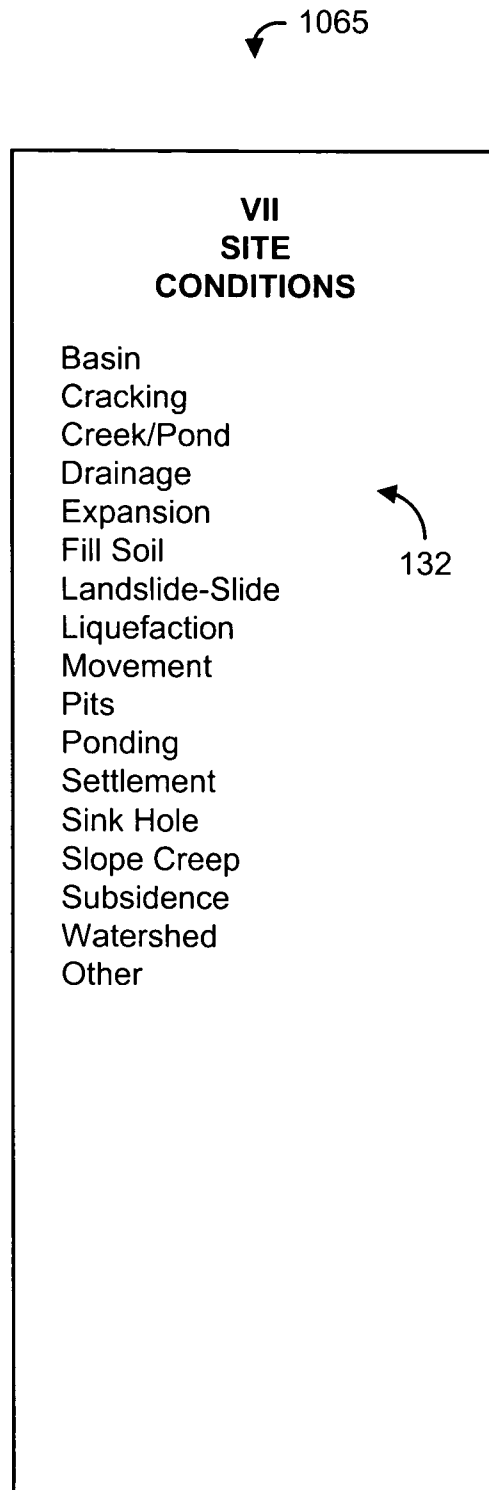 1065
VII
SITE
CONDITIONS
Basin
Cracking
Creek/Pond
Drainage
Expansion
Fill Soil
132
Landslide-Slide
Liquefaction
Movement
Pits
Ponding
Settlement
Sink Hole
Slope Creep
Subsidence
Watershed
Other